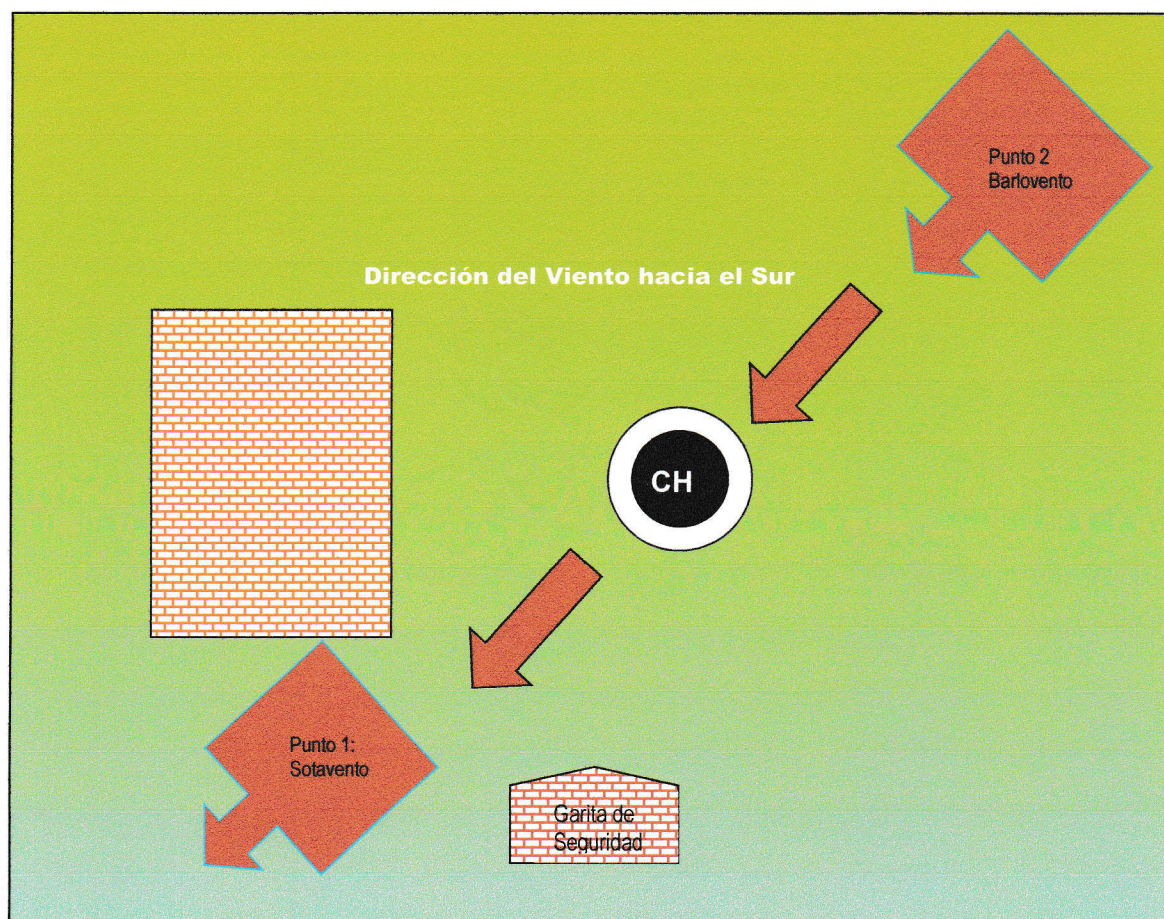 Punto 2
Barlovento
Dirección del Viento hacia el Sur
CH
Punto 1:
Sotavento
Garita de
Seguridad